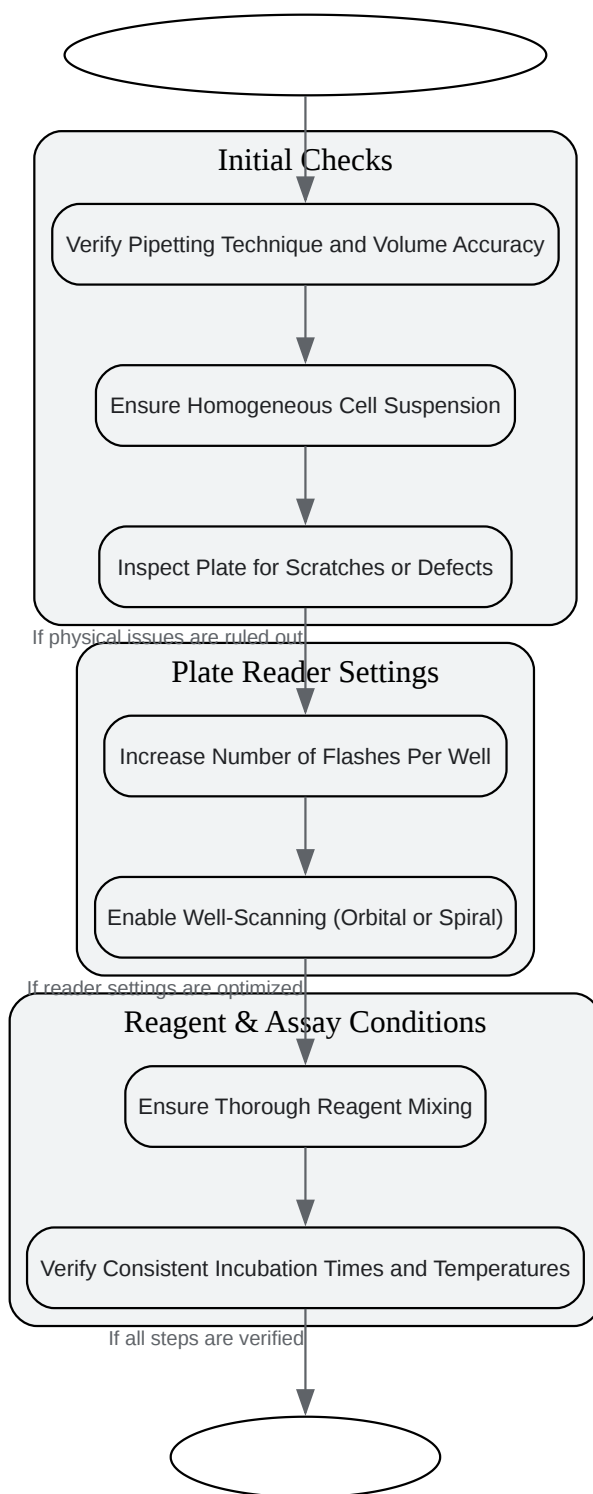 Initial Checks
Verify Pipetting Technique and Volume Accuracy
Ensure Homogeneous Cell Suspension
Inspect Plate for Scratches or Defects
If physical issues are ruled out
Plate Reader Settings
Increase Number of Flashes Per Well
Enable Well-Scanning (Orbital or Spiral)
If reader settings are optimized
Reagent & Assay Conditions
Ensure Thorough Reagent Mixing
Verify Consistent Incubation Times and Temperatures
If all steps are verified